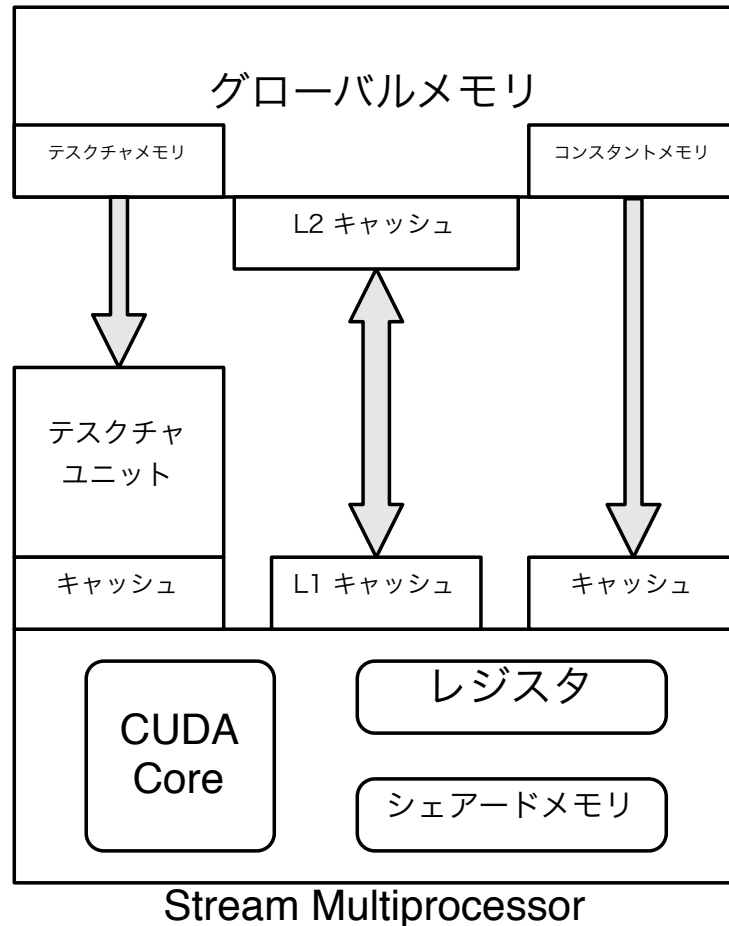 グローバルメモリ
テスクチャメモリ
コンスタントメモリ
L2 キャッシュ
テスクチャ
ユニット
キャッシュ
L1 キャッシュ
キャッシュ
CUDA
Core
レジスタ
シェアードメモリ
Stream Multiprocessor